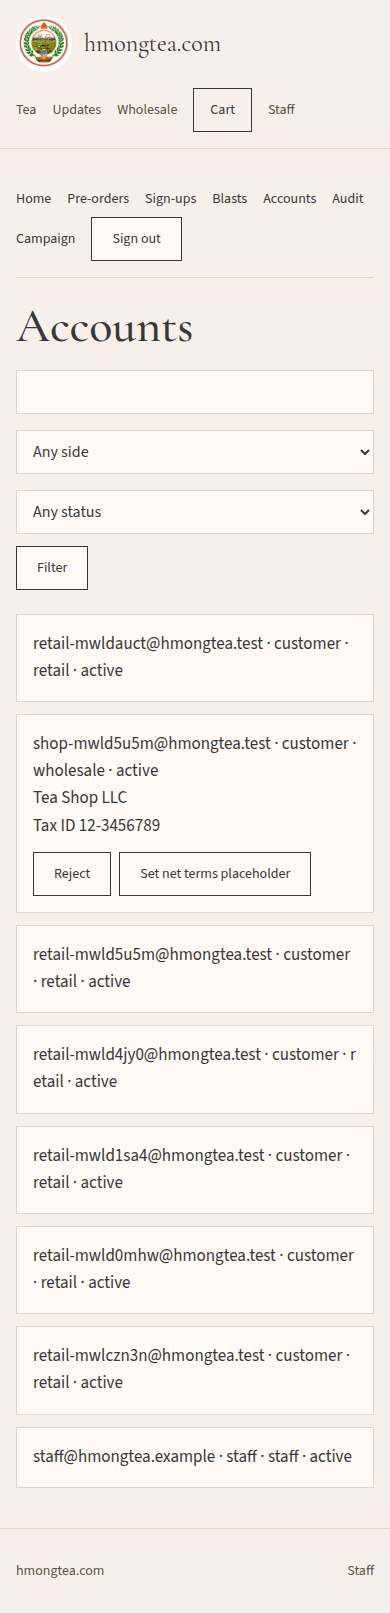 hmongtea.com
Tea Updates Wholesale Cart Staff
Home Pre-orders Sign-ups Blasts Accounts Audit
Campaign Sign out
Accounts
Any side
Any status
Filter
retail-mwldauct@hmongtea.test · customer ·
retail · active
shop-mwld5u5m@hmongtea.test · customer ·
wholesale · active
Tea Shop LLC
Tax ID 12-3456789
Reject Set net terms placeholder
retail-mwld5u5m@hmongtea.test · customer
· retail · active
retail-mwld4jy0@hmongtea.test · customer · r
etail · active
retail-mwld1sa4@hmongtea.test · customer ·
retail · active
retail-mwld0mhw@hmongtea.test · customer
· retail · active
retail-mwlczn3n@hmongtea.test · customer ·
retail · active
staff@hmongtea.example · staff · staff · active
hmongtea.com Staff